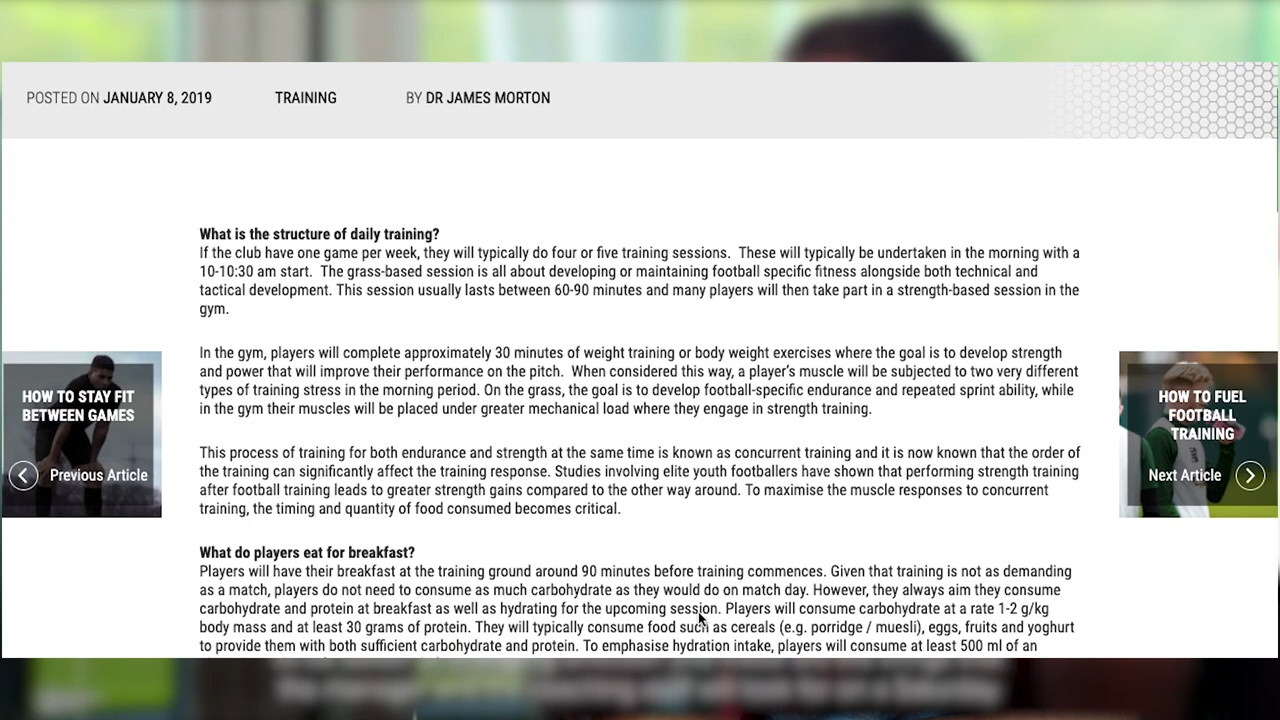 POSTED ON JANUARY 8, 2019 TRAINING BY DR JAMES MORTON
What is the structure of daily training?
If the club have one game per week, they will typically do four or five training sessions.  These will typically be undertaken in the morning with a
10-10:30 am start.  The grass-based session is all about developing or maintaining football specific fitness alongside both technical and
tactical development. This session usually lasts between 60-90 minutes and many players will then take part in a strength-based session in the
gym.
In the gym, players will complete approximately 30 minutes of weight training or body weight exercises where the goal is to develop strength
and power that will improve their performance on the pitch.  When considered this way, a player's muscle will be subjected to two very different
types of training stress in the morning period. On the grass, the goal is to develop football-specific endurance and repeated sprint ability, while
in the gym their muscles will be placed under greater mechanical load where they engage in strength training.
HOW TO STAY FIT
BETWEEN GAMES
Previous Article
HOW TO FUEL
FOOTBALL
TRAINING
Next Article
This process of training for both endurance and strength at the same time is known as concurrent training and it is now known that the order of
the training can significantly affect the training response. Studies involving elite youth footballers have shown that performing strength training
after football training leads to greater strength gains compared to the other way around. To maximise the muscle responses to concurrent
training, the timing and quantity of food consumed becomes critical.
What do players eat for breakfast?
Players will have their breakfast at the training ground around 90 minutes before training commences. Given that training is not as demanding
as a match, players do not need to consume as much carbohydrate as they would do on match day. However, they always aim they consume
carbohydrate and protein at breakfast as well as hydrating for the upcoming session. Players will consume carbohydrate at a rate 1-2 g/kg
body mass and at least 30 grams of protein. They will typically consume food such as cereals (e.g. porridge / muesli), eggs, fruits and yoghurt
to provide them with both sufficient carbohydrate and protein. To emphasise hydration intake, players will consume at least 500 ml of an